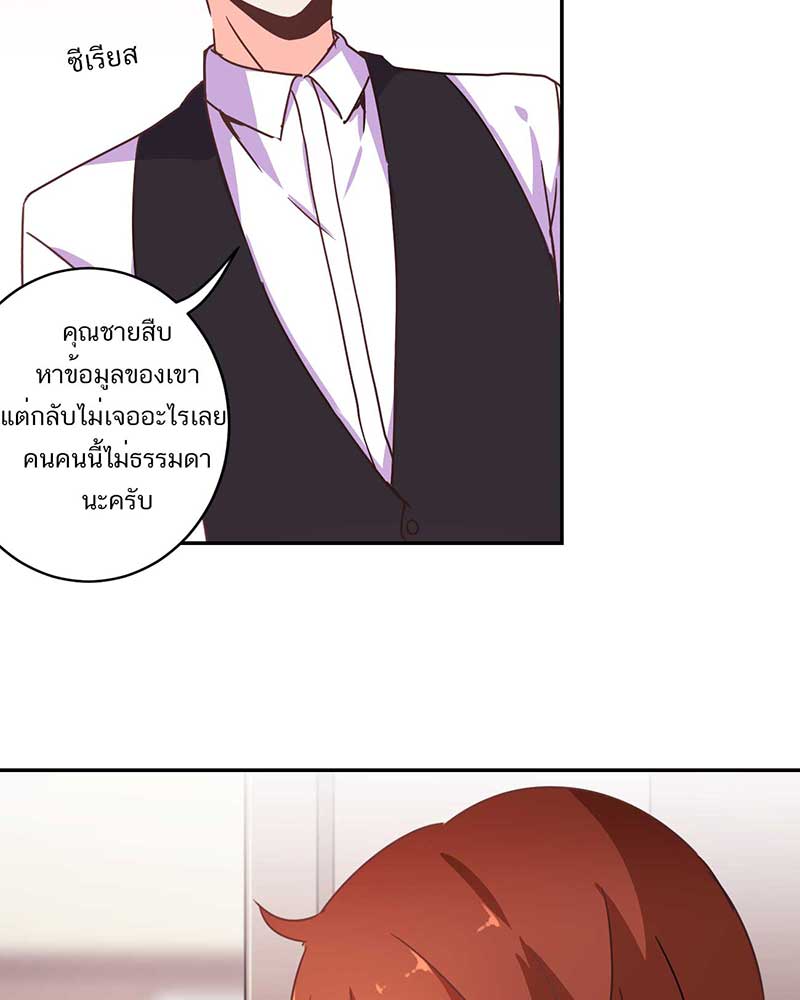 ซีเรียส
คุณชายสืบ
หาข้อมูลของเขา
แต่กลับไม่เจออะไรเลย
คนคนนี้ไม่ธรรมดา
นะครับ